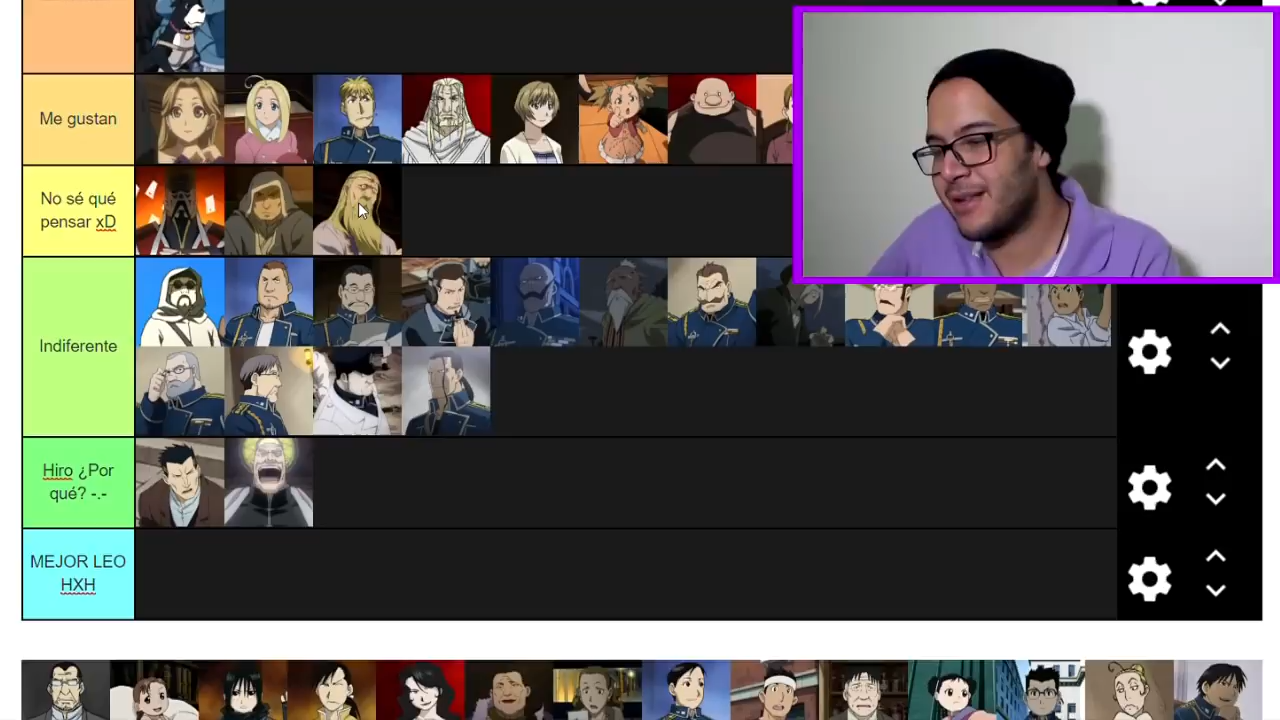 Me gustan
No sé qué
pensar xD
Indiferente
Hiro ¿Por
qué? -.-
MEJOR LEO
HXH